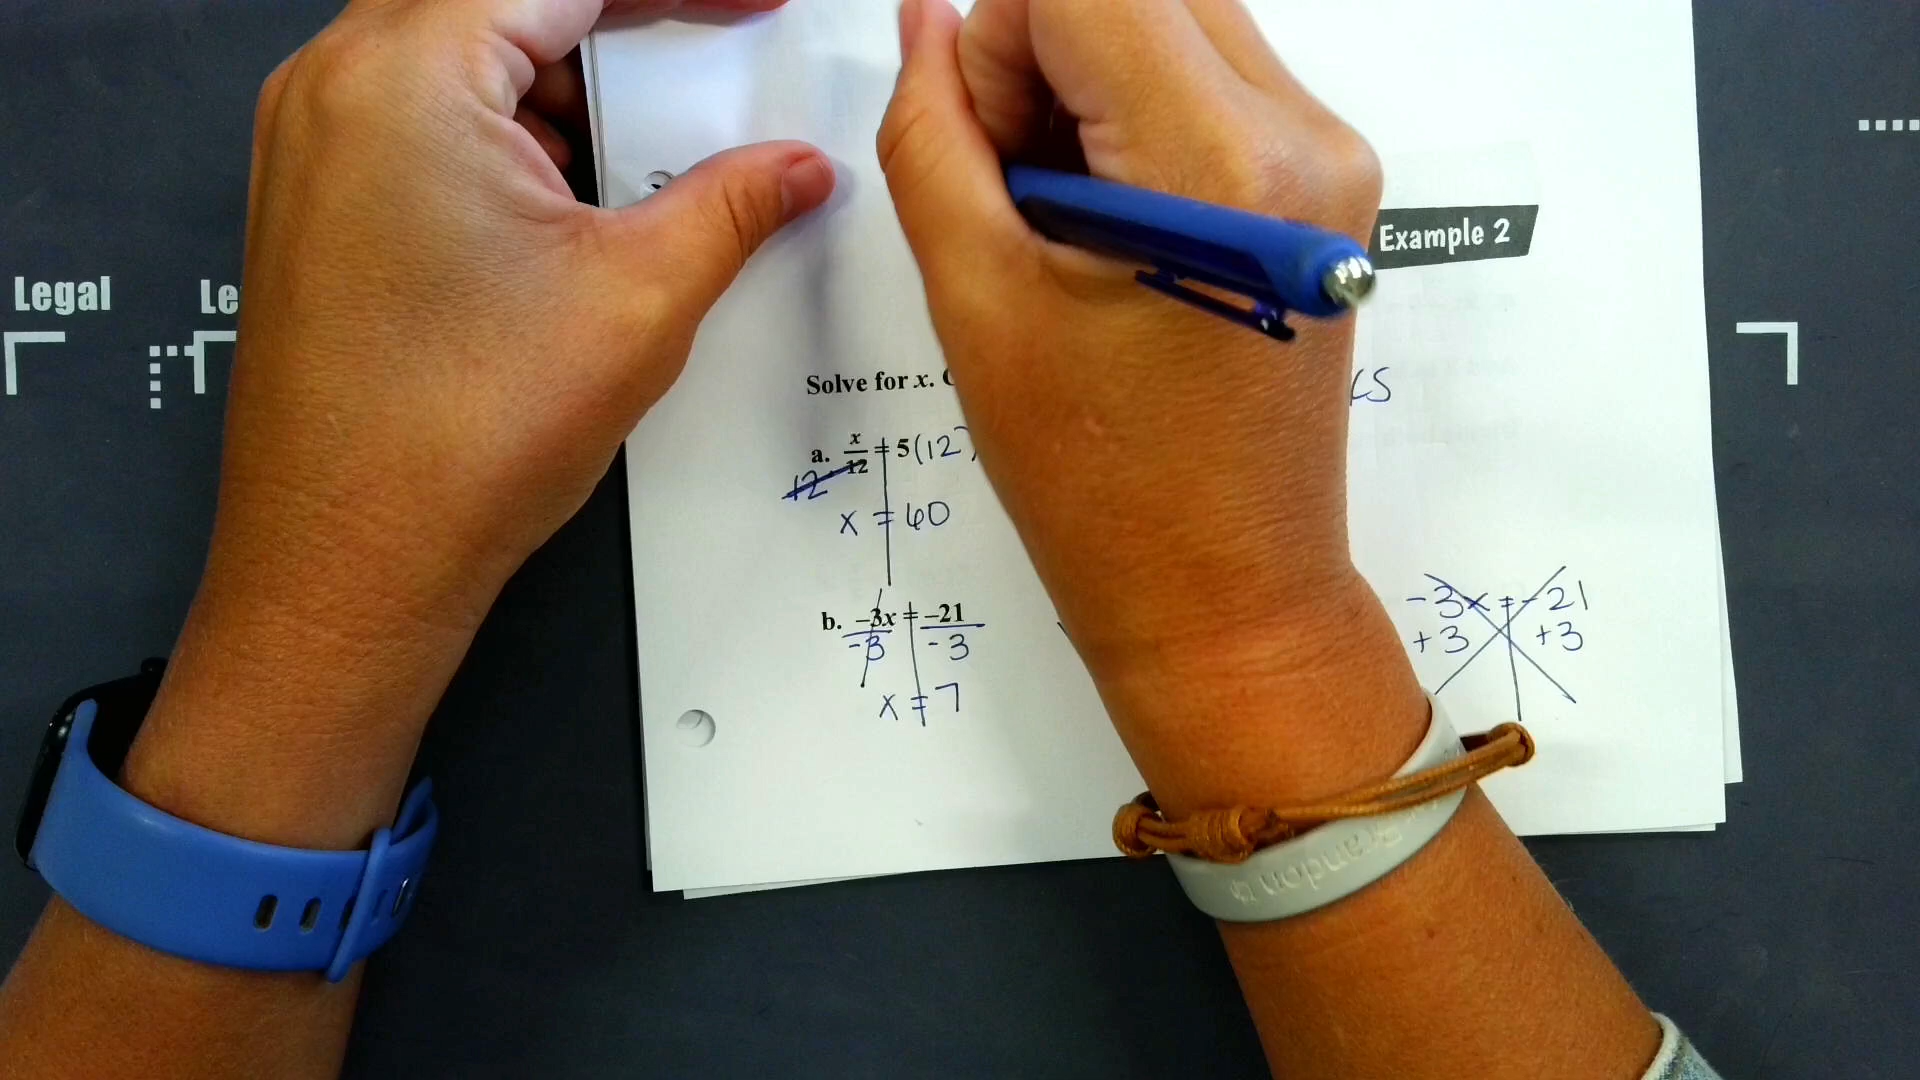 Legal
Example 2
Solve for x.
a. x/12 = 5(12)
12
x = 60
b. -3x = -21
-3 -3
x = 7
-3x = -21
+3 +3
Brandon